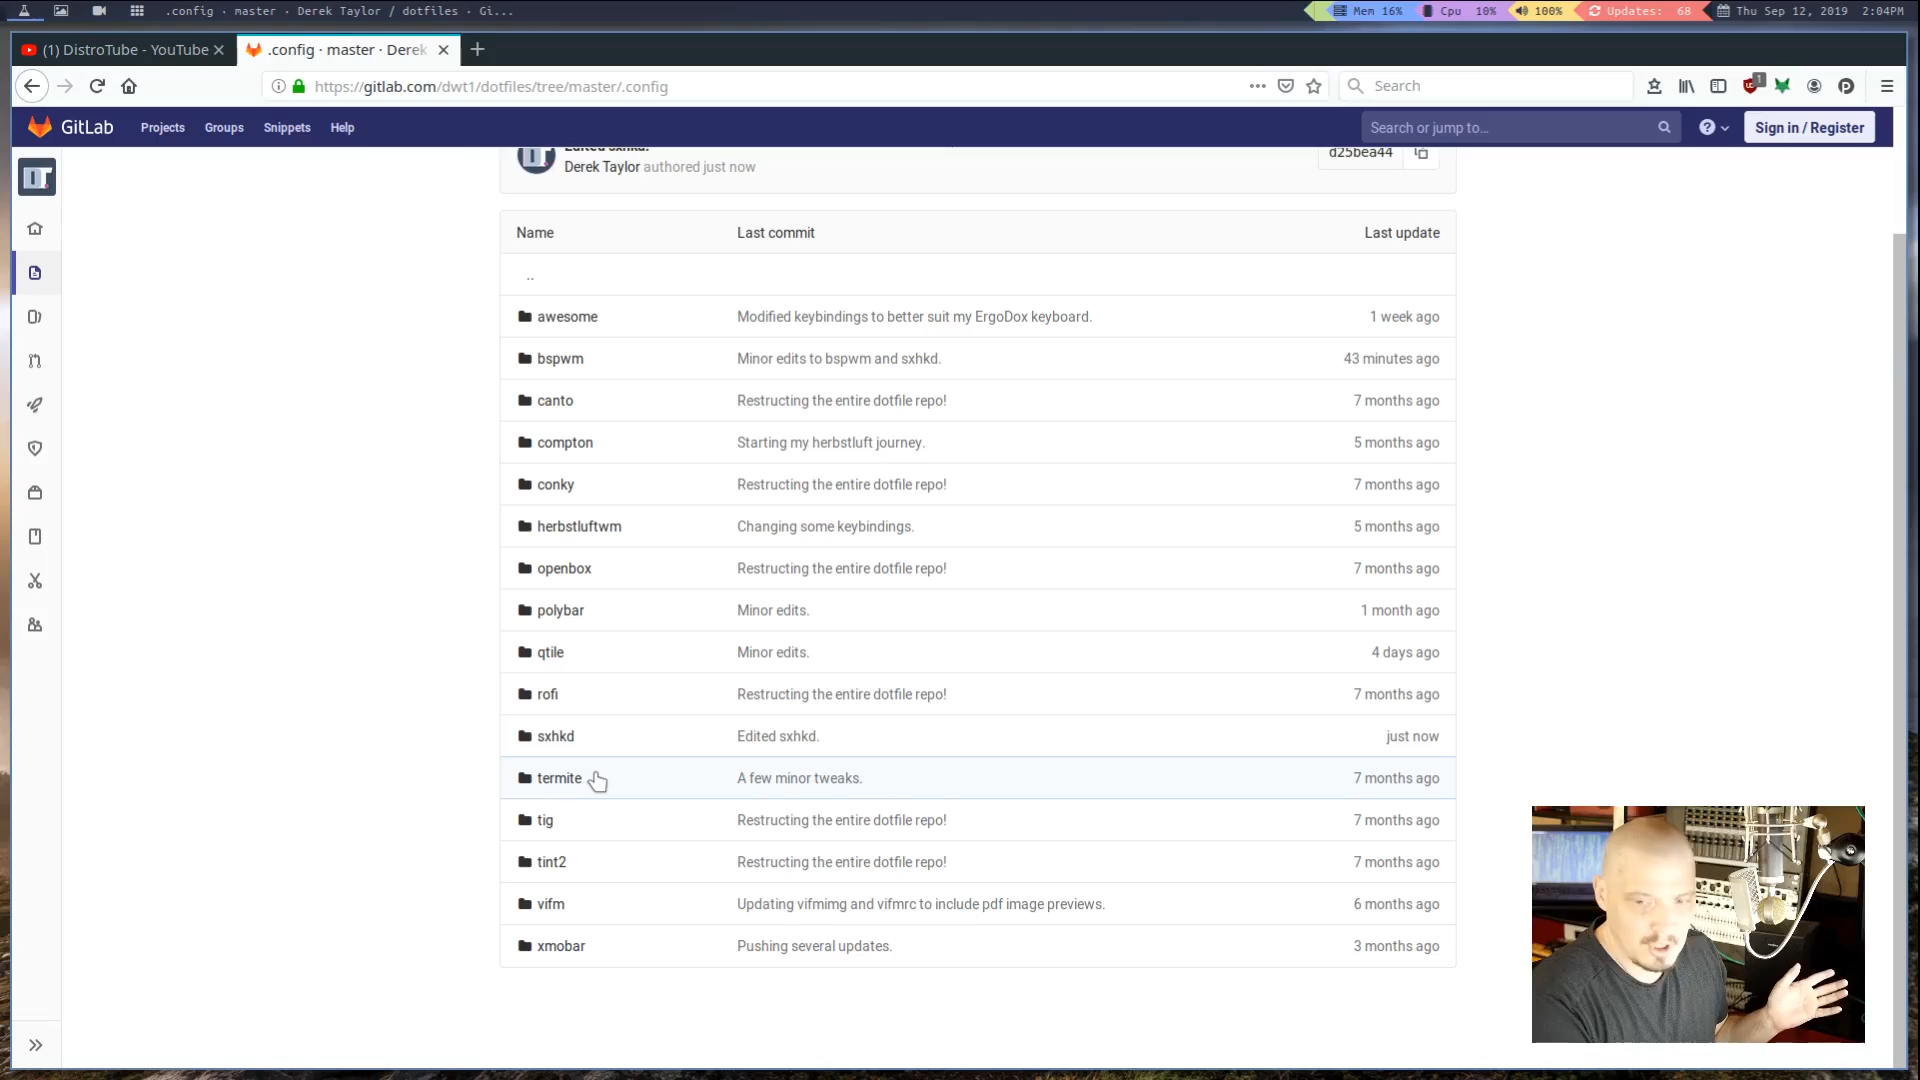 .config · master · Derek Taylor / dotfiles · Gi...
Mem 16%
Cpu 10%
100%
Updates: 68
Thu Sep 12, 2019 2:04PM
(1) DistroTube - YouTube
.config · master · Derek
https://gitlab.com/dwt1/dotfiles/tree/master/.config
Search
1
GitLab
Projects
Groups
Snippets
Help
Search or jump to...
Sign in / Register
Edited sxhkd.
Derek Taylor authored just now
d25bea44
Name Last commit Last update
..
awesome Modified keybindings to better suit my ErgoDox keyboard. 1 week ago
bspwm Minor edits to bspwm and sxhkd. 43 minutes ago
canto Restructing the entire dotfile repo! 7 months ago
compton Starting my herbstluft journey. 5 months ago
conky Restructing the entire dotfile repo! 7 months ago
herbstluftwm Changing some keybindings. 5 months ago
openbox Restructing the entire dotfile repo! 7 months ago
polybar Minor edits. 1 month ago
qtile Minor edits. 4 days ago
rofi Restructing the entire dotfile repo! 7 months ago
sxhkd Edited sxhkd. just now
termite A few minor tweaks. 7 months ago
tig Restructing the entire dotfile repo! 7 months ago
tint2 Restructing the entire dotfile repo! 7 months ago
vifm Updating vifmimg and vifmrc to include pdf image previews. 6 months ago
xmobar Pushing several updates. 3 months ago